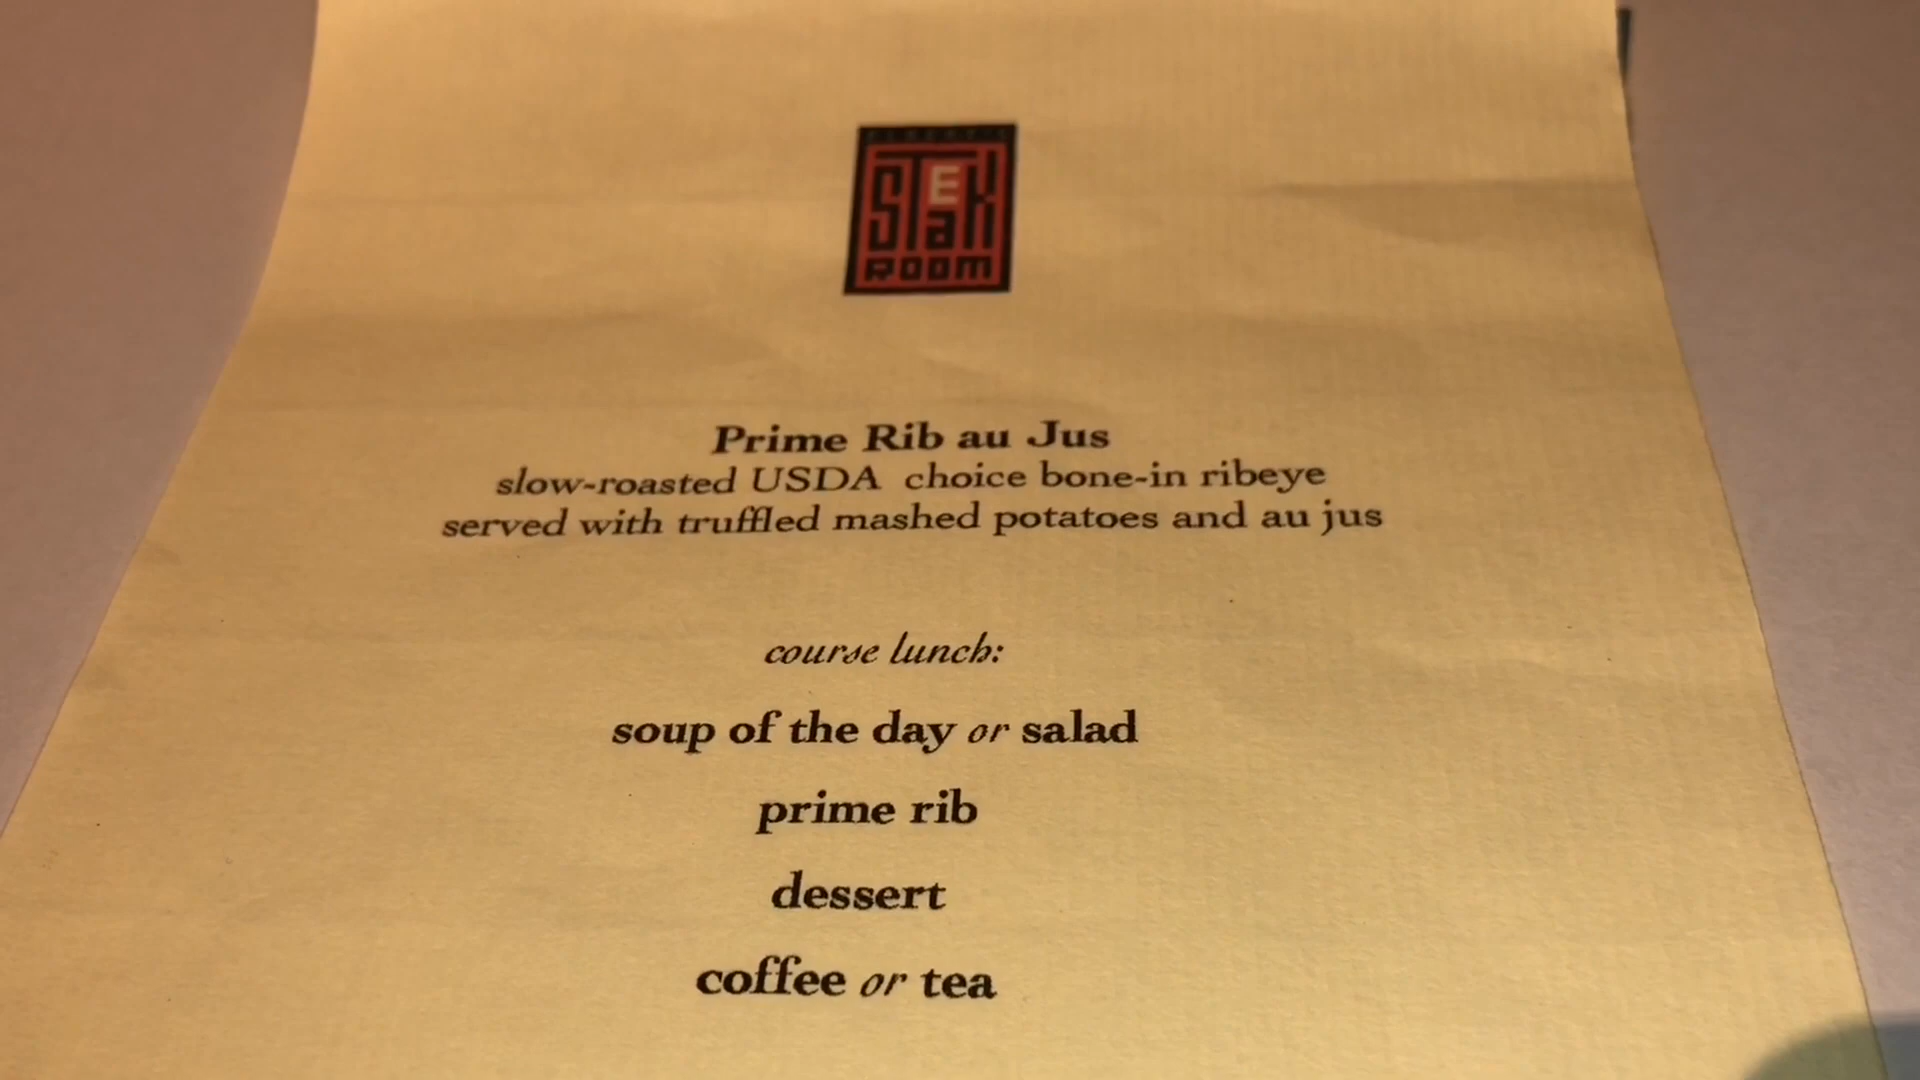 STEaK
ROOM
Prime Rib au Jus
slow-roasted USDA choice bone-in ribeye
served with truffled mashed potatoes and au jus
course lunch:
soup of the day or salad
prime rib
dessert
coffee or tea